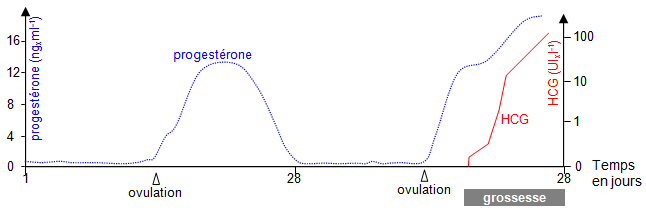 progestérone (ng.ml-1)
16
12
8
4
0
progestérone
HCG
HCG (UI.l-1)
100
10
1
0
1
ovulation
28
ovulation
28
Temps
en jours
grossesse